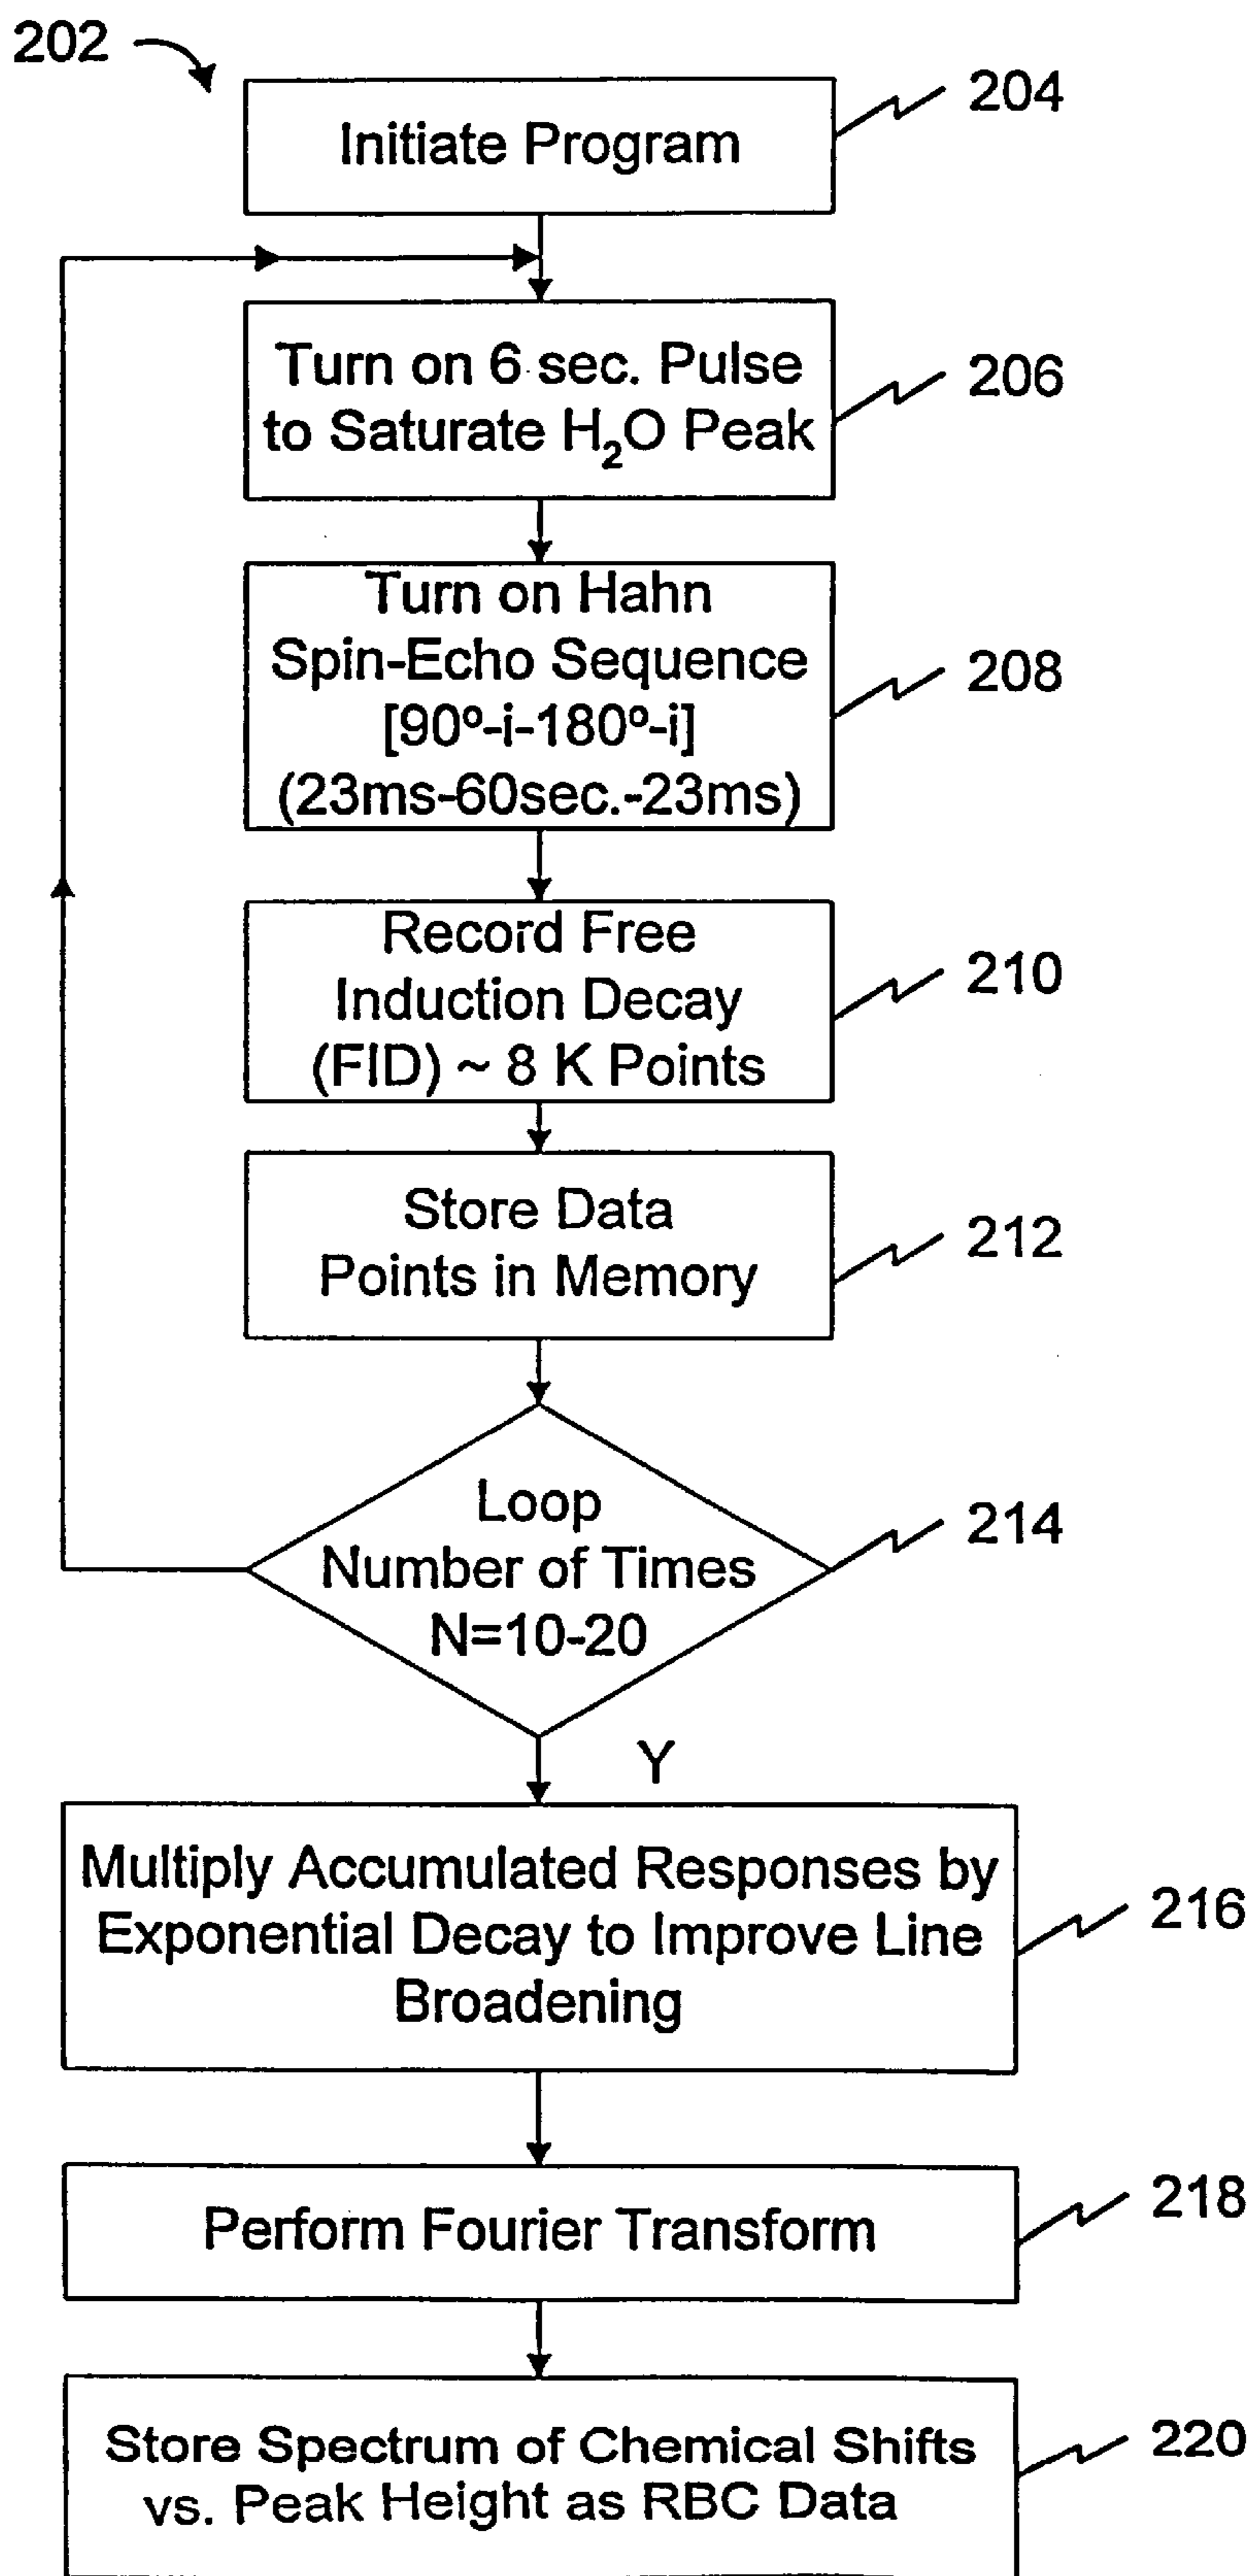 202
Initiate Program
204
Turn on 6 sec. Pulse
to Saturate H₂O Peak
206
Turn on Hahn
Spin-Echo Sequence
[90º-i-180º-i]
(23ms-60sec.-23ms)
208
Record Free
Induction Decay
(FID) ~ 8 K Points
210
Store Data
Points in Memory
212
Loop
Number of Times
N=10-20
214
Y
Multiply Accumulated Responses by
Exponential Decay to Improve Line
Broadening
216
Perform Fourier Transform
218
Store Spectrum of Chemical Shifts
vs. Peak Height as RBC Data
220